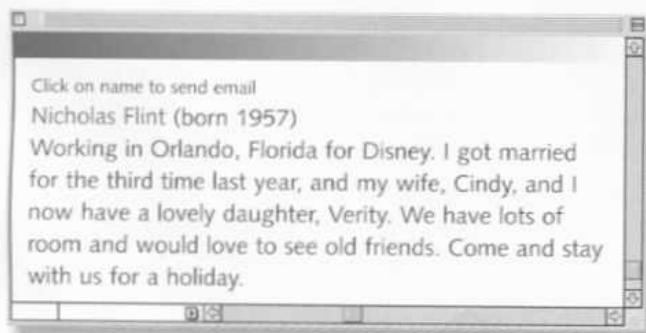 Click on name to send email
Nicholas Flint (born 1957)
Working in Orlando, Florida for Disney. I got married
for the third time last year, and my wife, Cindy, and I
now have a lovely daughter, Verity. We have lots of
room and would love to see old friends. Come and stay
with us for a holiday.